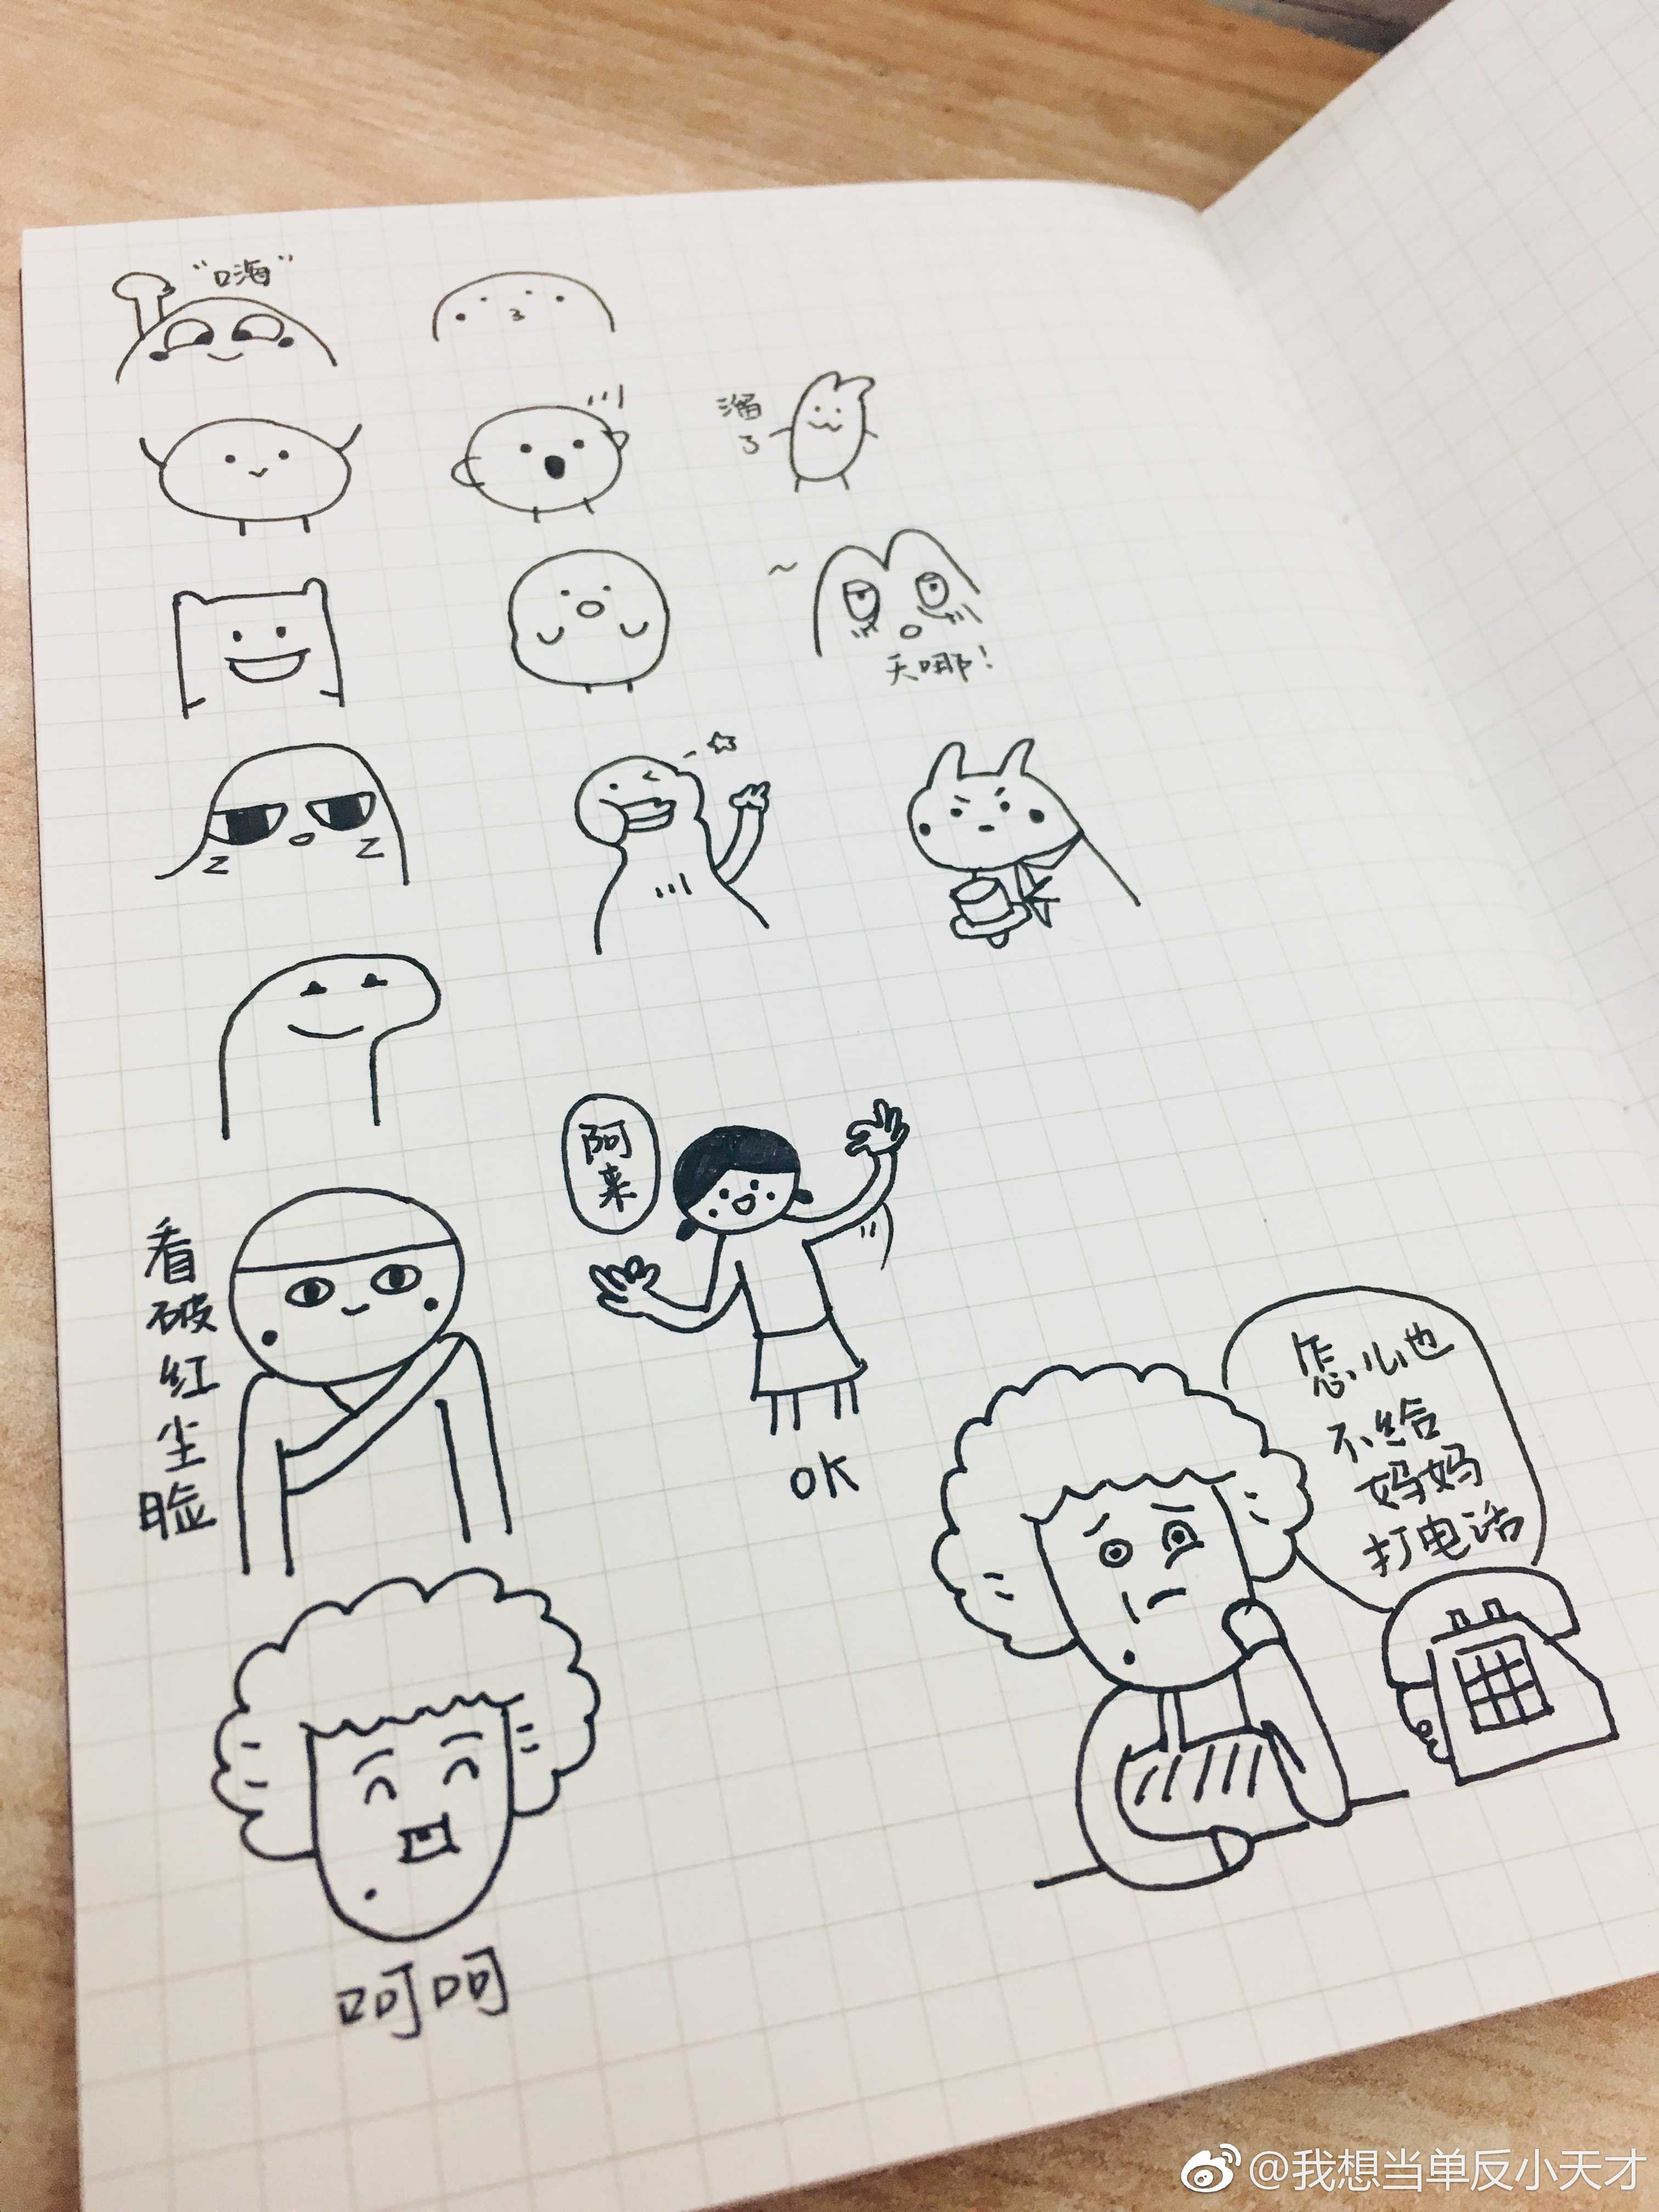 “嗨”
溜
了
天哪！
阿
来
看
破
红
尘
脸
OK
怎心也
不给
妈妈
打电话
呵呵
@我想当单反小天才